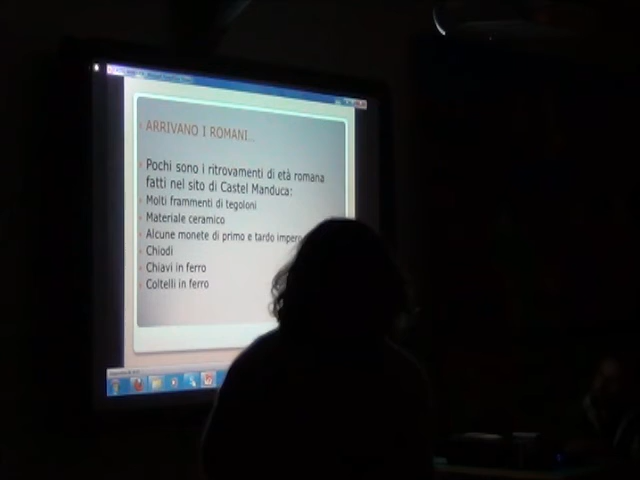 ARRIVANO I ROMANI...
Pochi sono i ritrovamenti di età romana
fatti nel sito di Castel Manduca:
Molti frammenti di tegoloni
Materiale ceramico
Alcune monete di primo e tardo impero
Chiodi
Chiavi in ferro
Coltelli in ferro